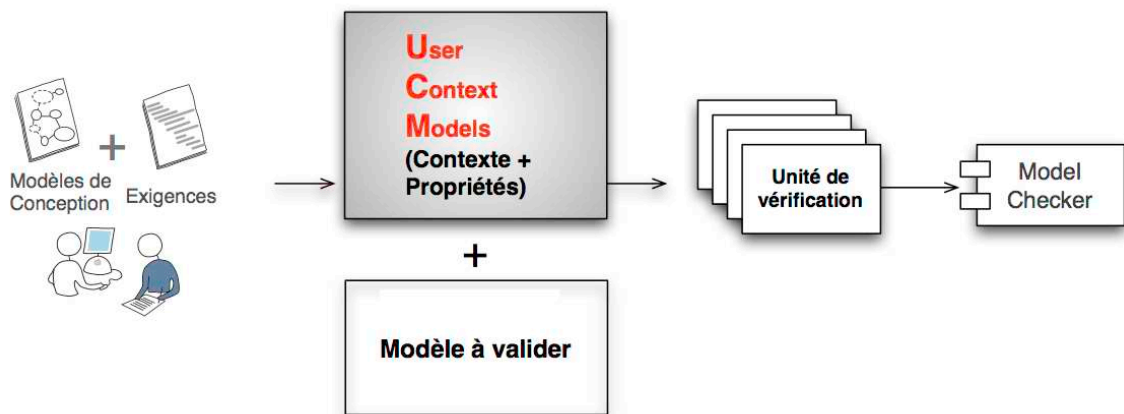 Modèles de
Conception
+
Exigences
User
Context
Models
(Contexte +
Propriétés)
+
Modèle à valider
Unité de
vérification
Model
Checker